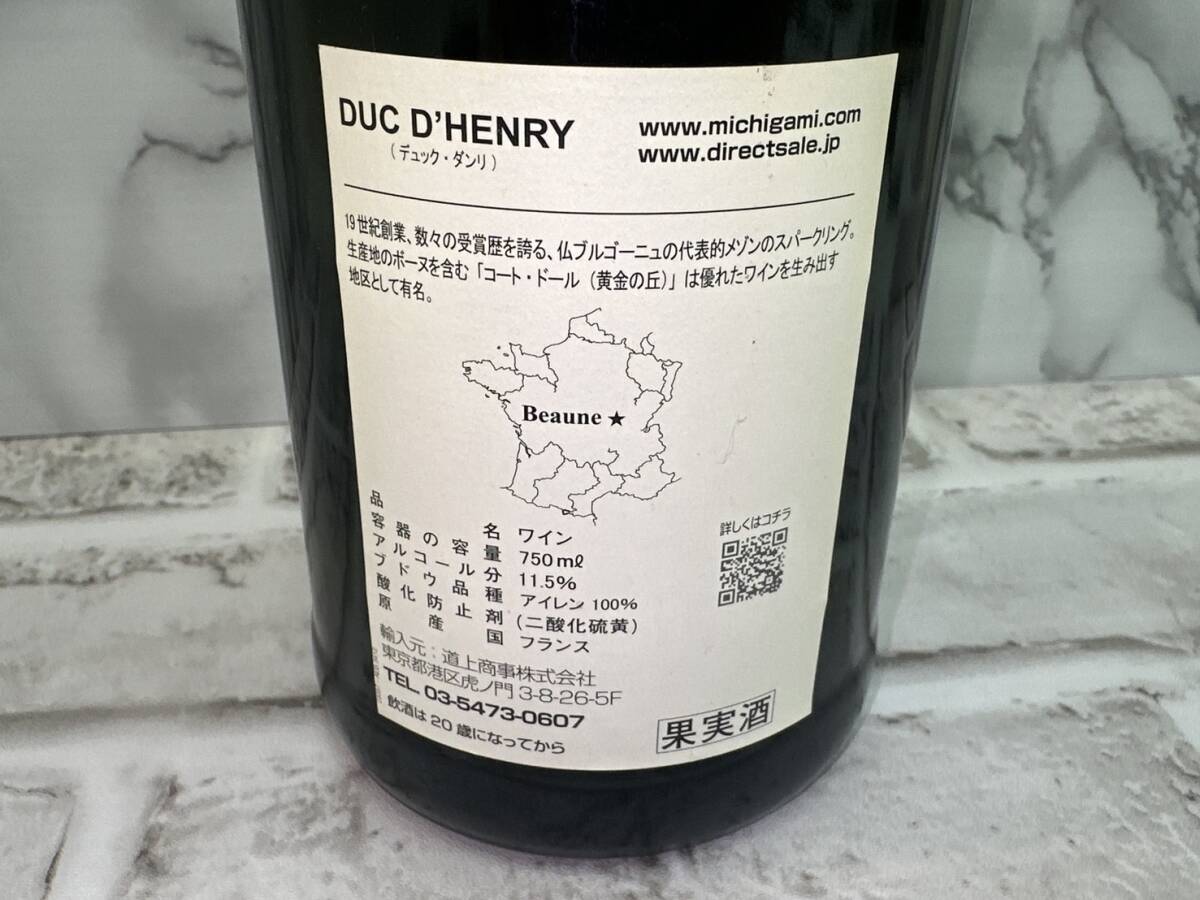 DUC D'HENRY
(デュック・ダンリ)
www.michigami.com
www.directsale.jp
19世紀創業、数々の受賞歴を誇る、仏ブルゴーニュの代表的メゾンのスパークリング。
生産地のボーヌを含む「コート・ドール（黄金の丘）」は優れたワインを生み出す
地区として有名。
Beaune ★
品名 ワイン
容器の容量 750mℓ
アルコール分 11.5%
ブドウ品種 アイレン 100%
酸化防止剤 (二酸化硫黄)
原産国 フランス
輸入元：道上商事株式会社
東京都港区虎ノ門 3-8-26-5F
TEL. 03-5473-0607
飲酒は 20 歳になってから
詳しくはコチラ
果実酒